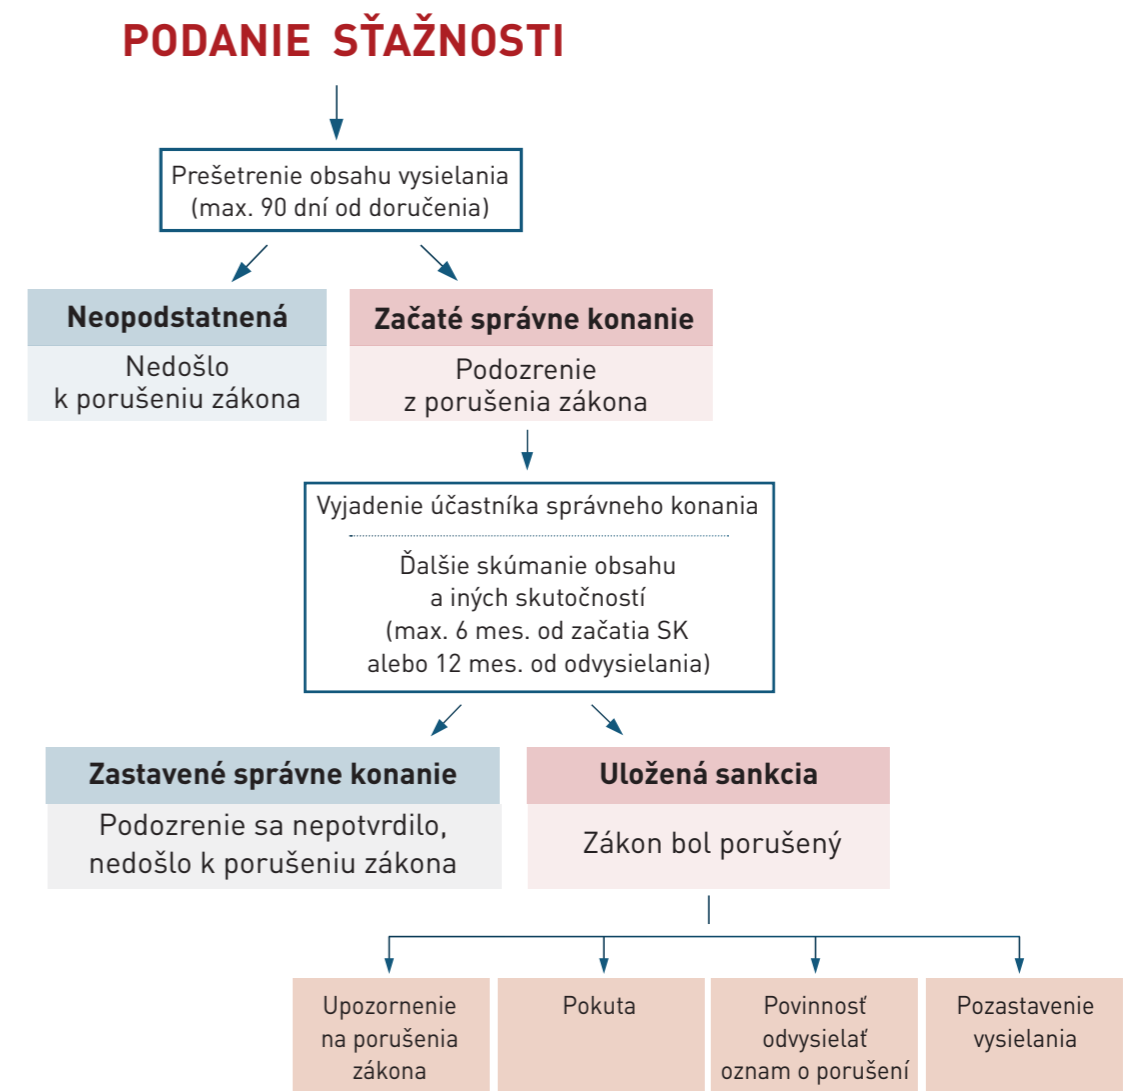 PODANIE SŤAŽNOSTI
Prešetrenie obsahu vysielania
(max. 90 dní od doručenia)
Neopodstatnená
Nedošlo
k porušeniu zákona
Začaté správne konanie
Podozrenie
z porušenia zákona
Vyjadenie účastníka správneho konania
Ďalšie skúmanie obsahu
a iných skutočností
(max. 6 mes. od začatia SK
alebo 12 mes. od odvysielania)
Zastavené správne konanie
Podozrenie sa nepotvrdilo,
nedošlo k porušeniu zákona
Uložená sankcia
Zákon bol porušený
Upozornenie
na porušenia
zákona
Pokuta
Povinnosť
odvysielať
oznam o porušení
Pozastavenie
vysielania